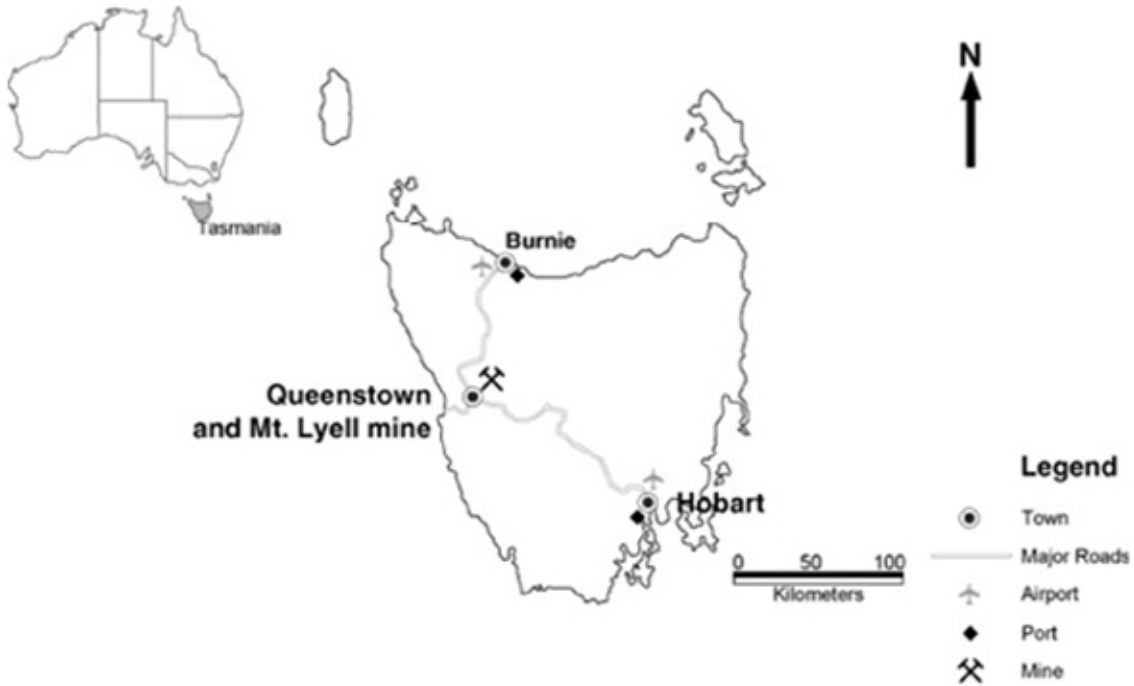 N
Tasmania
Burnie
Queenstown
and Mt. Lyell mine
Hobart
0 50 100
Kilometers
Legend
Town
Major Roads
Airport
Port
Mine